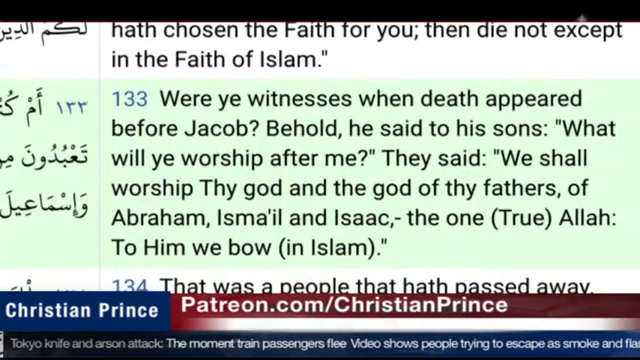 hath chosen the Faith for you; then die not except
in the Faith of Islam."
١٣٣ أَمْ
تَعْبُدُونَ
وَإِسْمَاعِيلَ
133 Were ye witnesses when death appeared
before Jacob? Behold, he said to his sons: "What
will ye worship after me?" They said: "We shall
worship Thy god and the god of thy fathers, of
Abraham, Isma'il and Isaac,- the one (True) Allah:
To Him we bow (in Islam)."
134 That was a people that hath passed away.
Christian Prince
Patreon.com/ChristianPrince
Tokyo knife and arson attack: The moment train passengers flee Video shows people trying to escape as smoke and